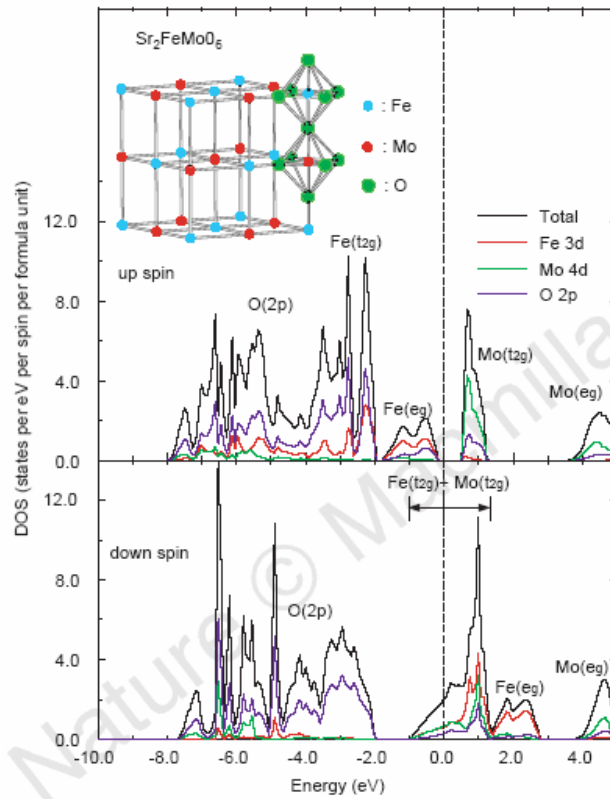 Sr₂FeMo0₆
: Fe
: Mo
: O
DOS (states per eV per spin per formula unit)
12.0
8.0
4.0
0.0
up spin
O(2p)
Fe(t2g)
Fe(eg)
Total
Fe 3d
Mo 4d
O 2p
Mo(t2g)
Mo(eg)
12.0
8.0
4.0
0.0
down spin
O(2p)
Fe(t2g)+Mo(t2g)
Fe(eg)
Mo(eg)
-10.0 -8.0 -6.0 -4.0 -2.0 0.0 2.0 4.0
Energy (eV)
Nature © Macmilla